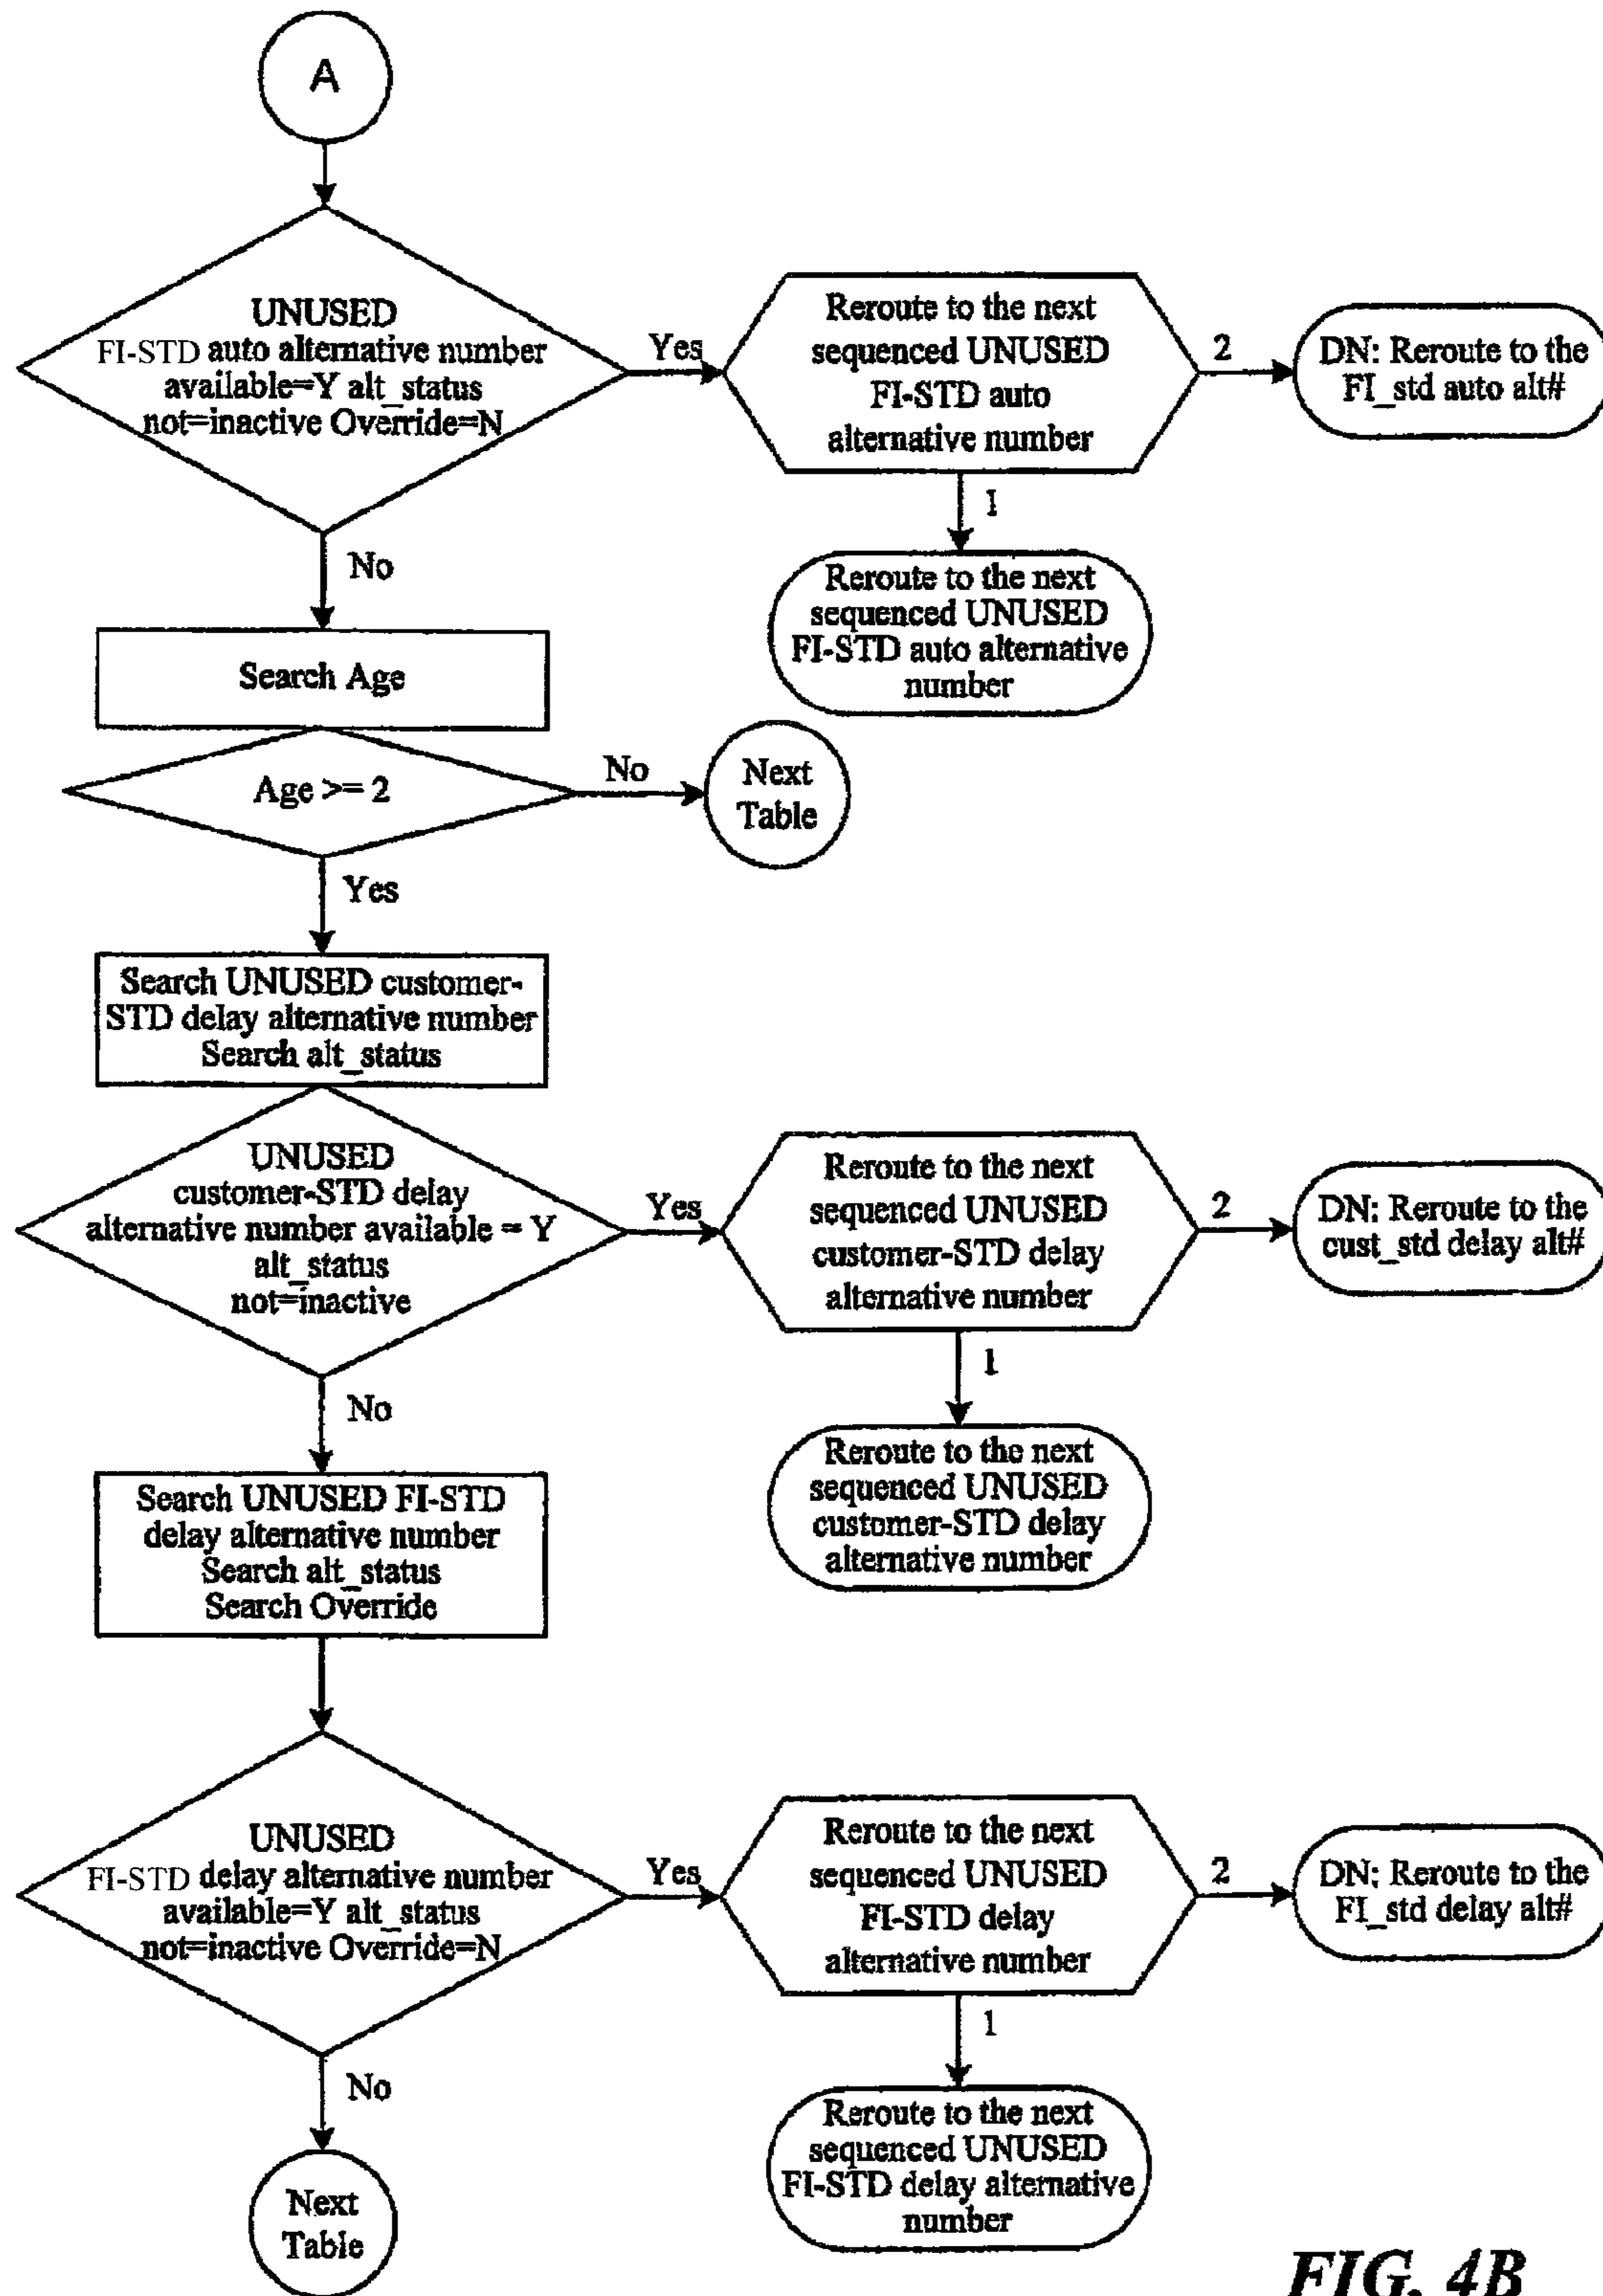 A
UNUSED
FI-STD auto alternative number
available=Y alt_status
not=inactive Override=N
Yes
Reroute to the next
sequenced UNUSED
FI-STD auto
alternative number
2
DN: Reroute to the
FI_std auto alt#
1
Reroute to the next
sequenced UNUSED
FI-STD auto alternative
number
No
Search Age
Age >= 2
No
Next
Table
Yes
Search UNUSED customer-
STD delay alternative number
Search alt_status
UNUSED
customer-STD delay
alternative number available = Y
alt_status
not=inactive
Yes
Reroute to the next
sequenced UNUSED
customer-STD delay
alternative number
2
DN: Reroute to the
cust_std delay alt#
1
Reroute to the next
sequenced UNUSED
customer-STD delay
alternative number
No
Search UNUSED FI-STD
delay alternative number
Search alt_status
Search Override
UNUSED
FI-STD delay alternative number
available=Y alt_status
not=inactive Override=N
Yes
Reroute to the next
sequenced UNUSED
FI-STD delay
alternative number
2
DN: Reroute to the
FI_std delay alt#
1
Reroute to the next
sequenced UNUSED
FI-STD delay alternative
number
No
Next
Table
FIG. 4B